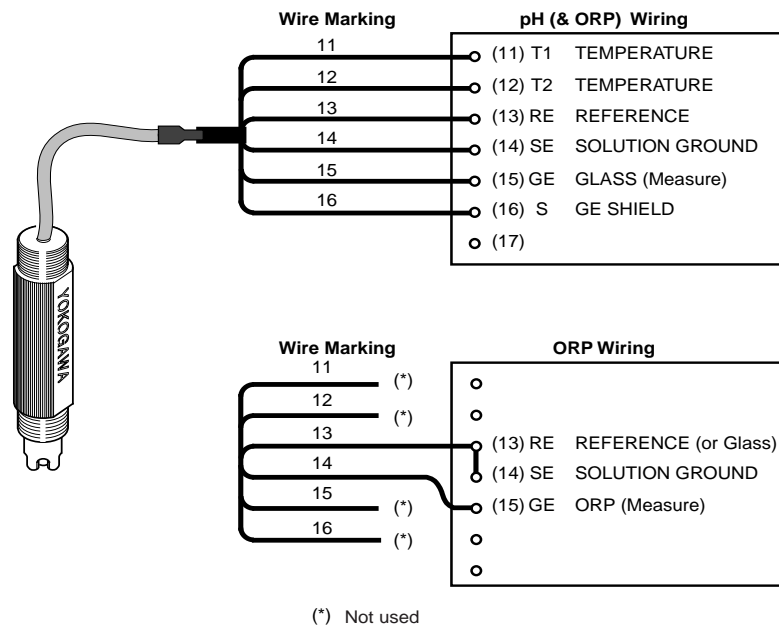 Wire Marking pH (& ORP) Wiring
11 (11) T1 TEMPERATURE
12 (12) T2 TEMPERATURE
13 (13) RE REFERENCE
14 (14) SE SOLUTION GROUND
15 (15) GE GLASS (Measure)
16 (16) S GE SHIELD
(17)
YOKOGAWA
Wire Marking ORP Wiring
11 (*)
12 (*)
13 (13) RE REFERENCE (or Glass)
14 (14) SE SOLUTION GROUND
15 (*) (15) GE ORP (Measure)
16 (*)
(*) Not used